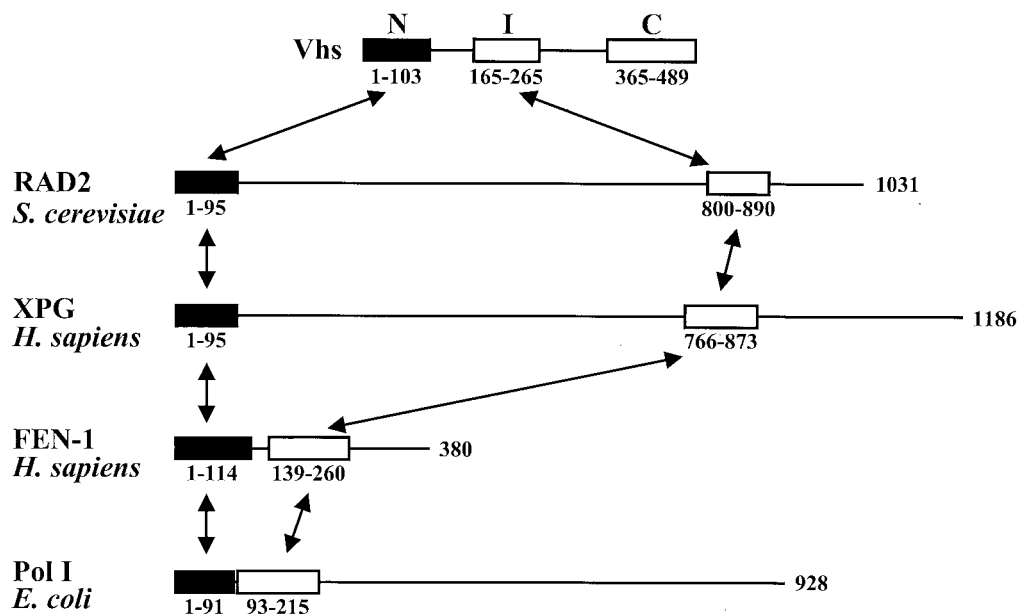 N I C
Vhs
1-103 165-265 365-489
RAD2
S. cerevisiae
1-95 800-890 1031
XPG
H. sapiens
1-95 766-873 1186
FEN-1
H. sapiens
1-114 139-260 380
Pol I
E. coli
1-91 93-215 928